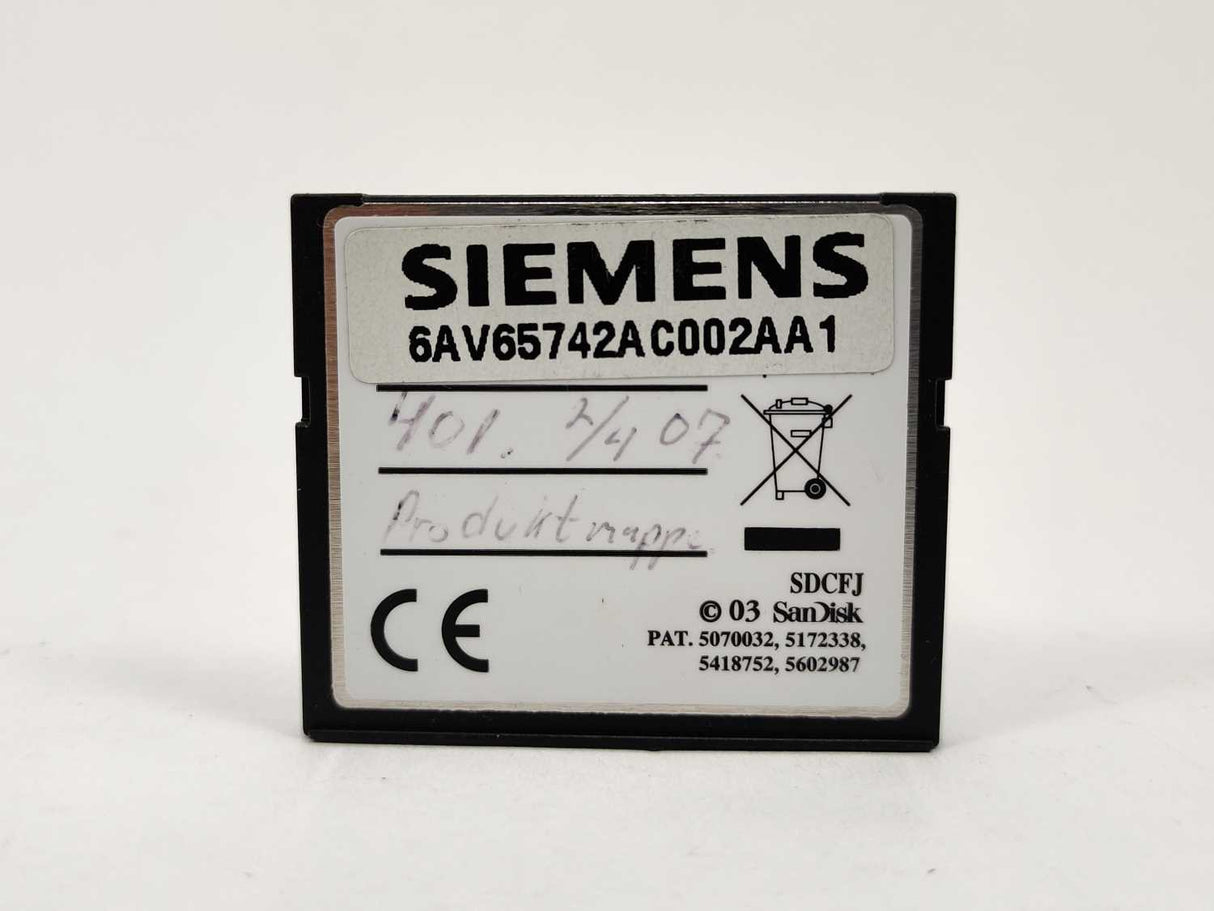 SIEMENS
6AV65742AC002AA1
401. 2/4 07
Produktmappe
CE
SDCFJ
© 03 SanDisk
PAT. 5070032, 5172338,
5418752, 5602987